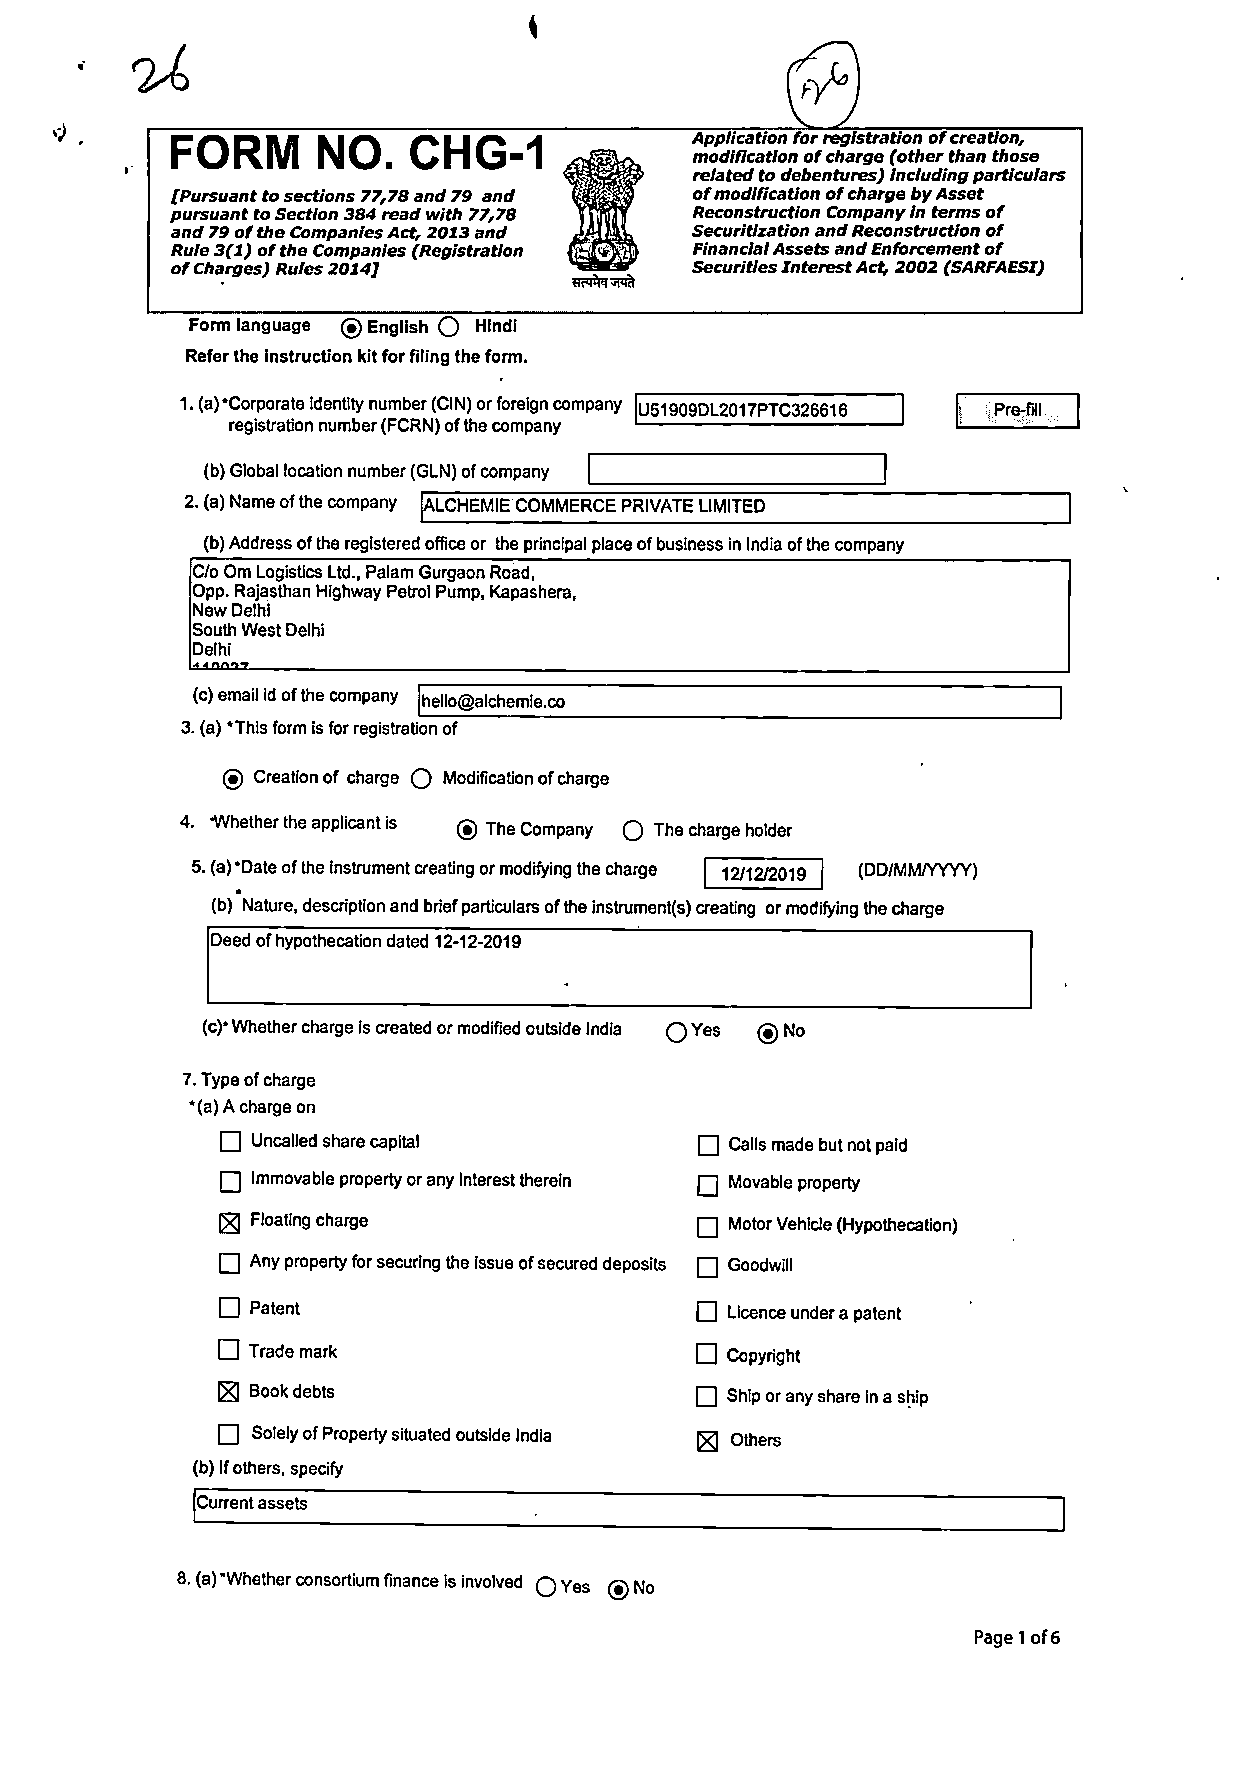 26
F26
FORM NO. CHG-1
[Pursuant to sections 77,78 and 79 and
pursuant to Section 384 read with 77,78
and 79 of the Companies Act, 2013 and
Rule 3(1) of the Companies (Registration
of Charges) Rules 2014]
सत्यमेव जयते
Application for registration of creation,
modification of charge (other than those
related to debentures) including particulars
of modification of charge by Asset
Reconstruction Company in terms of
Securitization and Reconstruction of
Financial Assets and Enforcement of
Securities Interest Act, 2002 (SARFAESI)
Form language English Hindi
Refer the instruction kit for filing the form.
1. (a)*Corporate identity number (CIN) or foreign company U51909DL2017PTC326616 Pre-fill
registration number (FCRN) of the company
(b) Global location number (GLN) of company
2. (a) Name of the company ALCHEMIE COMMERCE PRIVATE LIMITED
(b) Address of the registered office or the principal place of business in India of the company
C/o Om Logistics Ltd., Palam Gurgaon Road,
Opp. Rajasthan Highway Petrol Pump, Kapashera,
New Delhi
South West Delhi
Delhi
110037
(c) email id of the company hello@alchemie.co
3. (a) *This form is for registration of
Creation of charge Modification of charge
4. *Whether the applicant is The Company The charge holder
5. (a)*Date of the instrument creating or modifying the charge 12/12/2019 (DD/MM/YYYY)
(b) *Nature, description and brief particulars of the instrument(s) creating or modifying the charge
Deed of hypothecation dated 12-12-2019
(c)* Whether charge is created or modified outside India Yes No
7. Type of charge
*(a) A charge on
Uncalled share capital Calls made but not paid
Immovable property or any interest therein Movable property
Floating charge Motor Vehicle (Hypothecation)
Any property for securing the issue of secured deposits Goodwill
Patent Licence under a patent
Trade mark Copyright
Book debts Ship or any share in a ship
Solely of Property situated outside India Others
(b) If others, specify
Current assets
8. (a)*Whether consortium finance is involved Yes No
Page 1 of 6